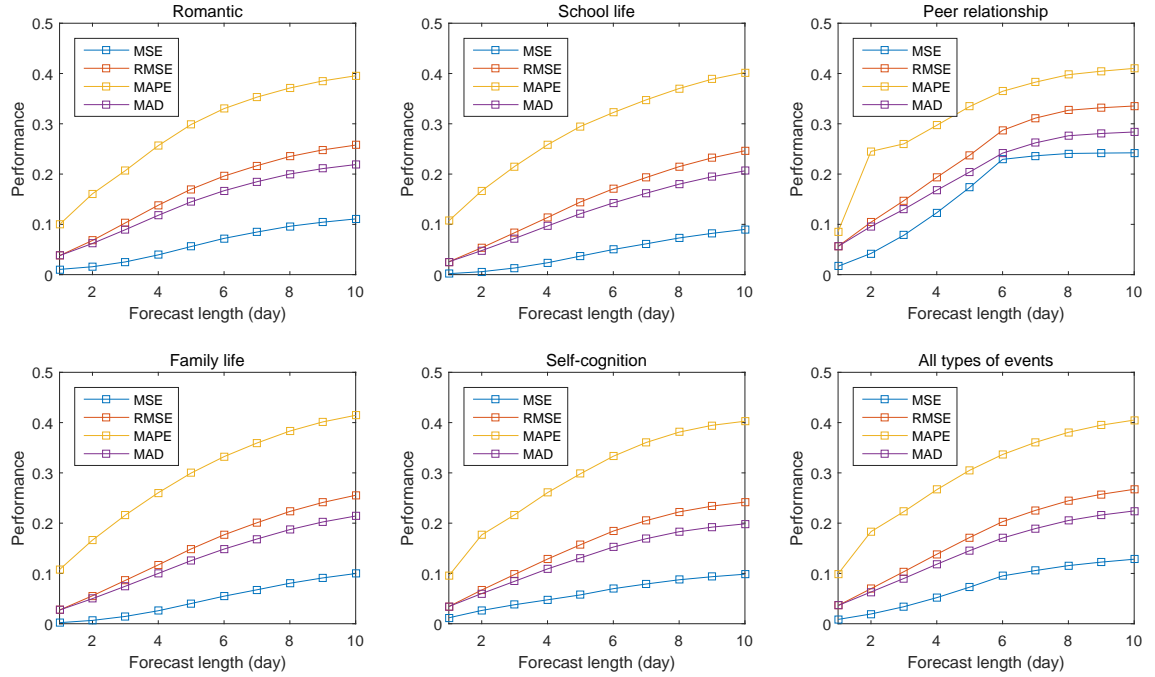 Romantic
0.5
0.4
0.3
0.2
0.1
0
Performance
MSE
RMSE
MAPE
MAD
2 4 6 8 10
Forecast length (day)
School life
0.5
0.4
0.3
0.2
0.1
0
Performance
MSE
RMSE
MAPE
MAD
2 4 6 8 10
Forecast length (day)
Peer relationship
0.5
0.4
0.3
0.2
0.1
0
Performance
MSE
RMSE
MAPE
MAD
2 4 6 8 10
Forecast length (day)
Family life
0.5
0.4
0.3
0.2
0.1
0
Performance
MSE
RMSE
MAPE
MAD
2 4 6 8 10
Forecast length (day)
Self-cognition
0.5
0.4
0.3
0.2
0.1
0
Performance
MSE
RMSE
MAPE
MAD
2 4 6 8 10
Forecast length (day)
All types of events
0.5
0.4
0.3
0.2
0.1
0
Performance
MSE
RMSE
MAPE
MAD
2 4 6 8 10
Forecast length (day)